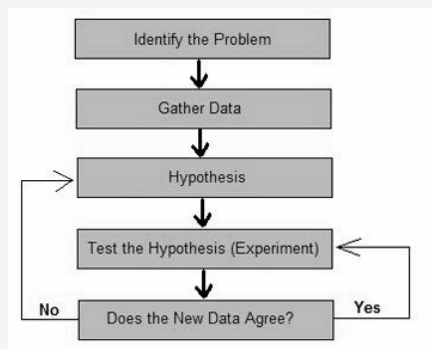 Identify the Problem
Gather Data
Hypothesis
Test the Hypothesis (Experiment)
No
Does the New Data Agree?
Yes